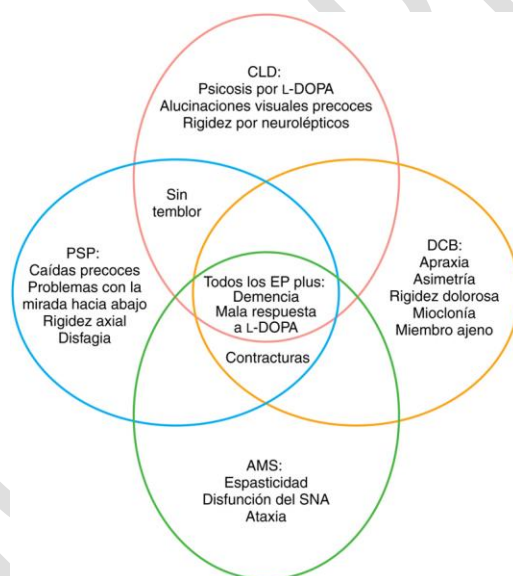 CLD:
Psicosis por L-DOPA
Alucinaciones visuales precoces
Rigidez por neurolépticos
Sin
temblor
PSP:
Caídas precoces
Problemas con la
mirada hacia abajo
Rigidez axial
Disfagia
Todos los EP plus:
Demencia
Mala respuesta
a L-DOPA
Contracturas
DCB:
Apraxia
Asimetría
Rigidez dolorosa
Mioclonía
Miembro ajeno
AMS:
Espasticidad
Disfunción del SNA
Ataxia